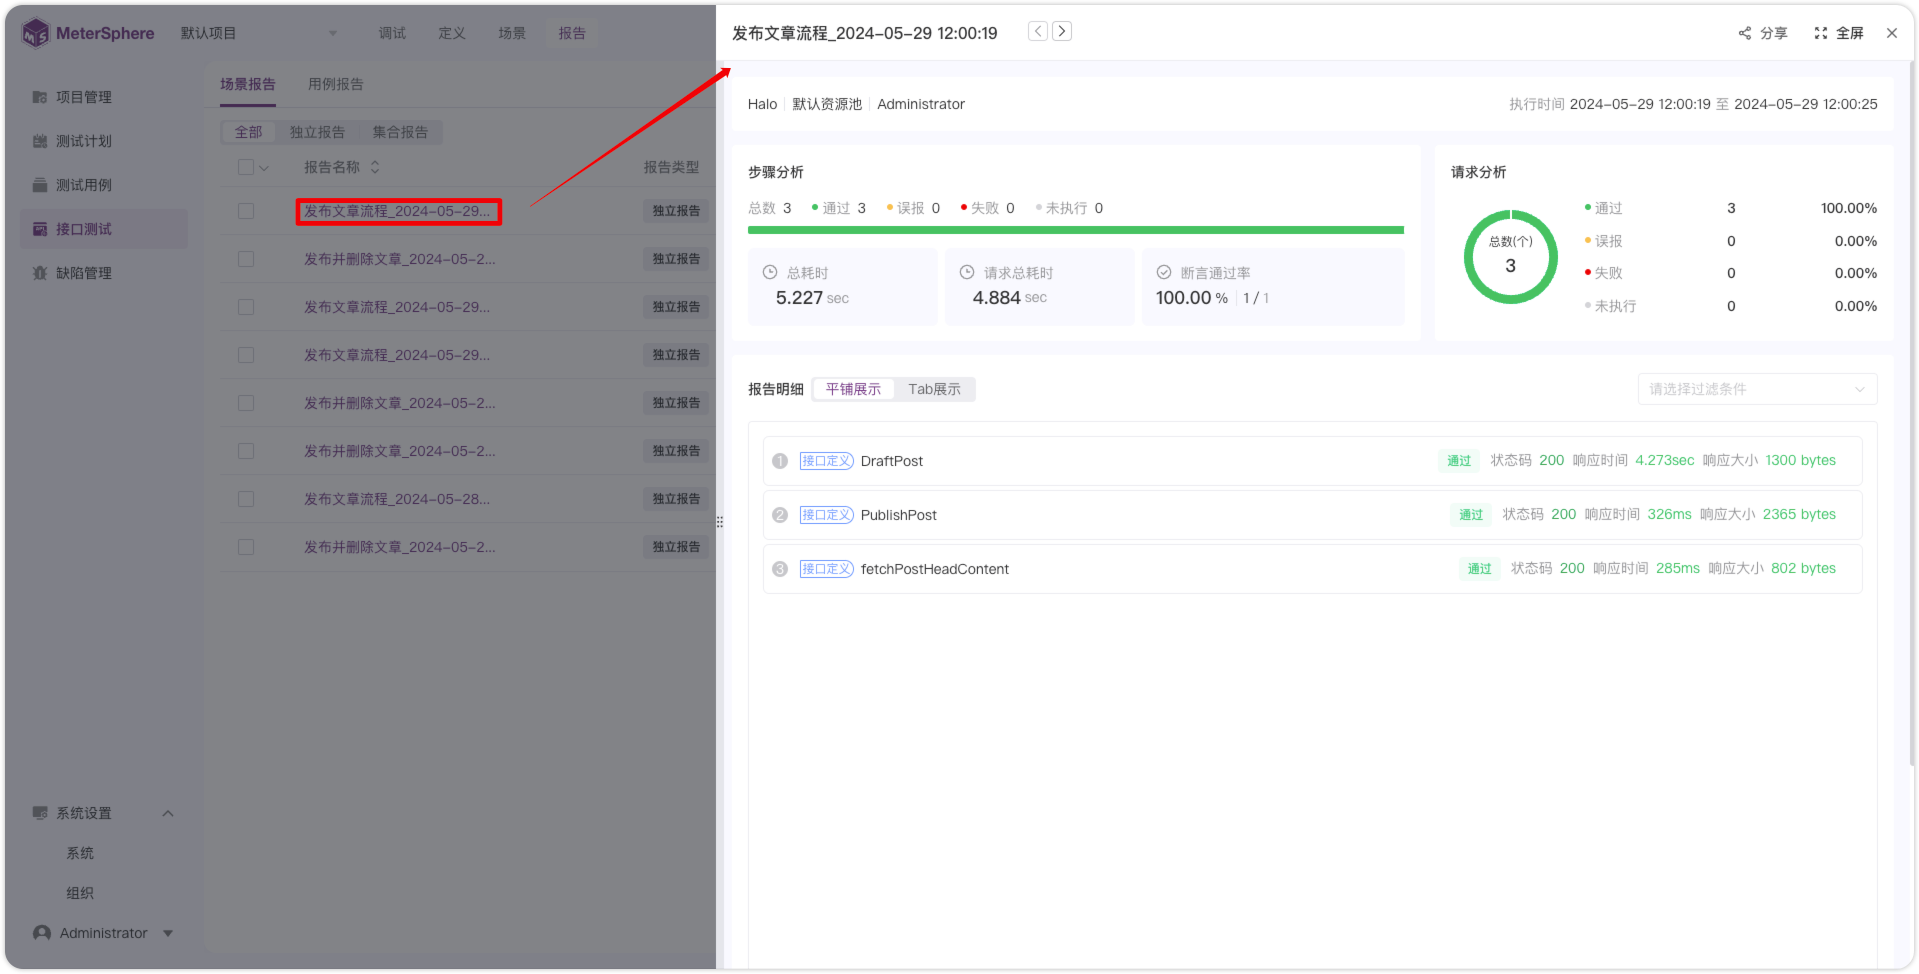 MeterSphere
默认项目
调试
定义
场景
报告
项目管理
测试计划
测试用例
接口测试
缺陷管理
系统设置
系统
组织
Administrator
场景报告
用例报告
全部
独立报告
集合报告
报告名称
报告类型
发布文章流程_2024-05-29...
独立报告
发布并删除文章_2024-05-2...
独立报告
发布文章流程_2024-05-29...
独立报告
发布文章流程_2024-05-29...
独立报告
发布并删除文章_2024-05-2...
独立报告
发布并删除文章_2024-05-2...
独立报告
发布文章流程_2024-05-28...
独立报告
发布并删除文章_2024-05-2...
独立报告
发布文章流程_2024-05-29 12:00:19
分享
全屏
Halo
默认资源池
Administrator
执行时间 2024-05-29 12:00:19 至 2024-05-29 12:00:25
步骤分析
总数 3
通过 3
误报 0
失败 0
未执行 0
总耗时
5.227 sec
请求总耗时
4.884 sec
断言通过率
100.00 % 1 / 1
请求分析
总数(个)
3
通过 3 100.00%
误报 0 0.00%
失败 0 0.00%
未执行 0 0.00%
报告明细
平铺展示
Tab展示
请选择过滤条件
1 接口定义 DraftPost 通过 状态码 200 响应时间 4.273sec 响应大小 1300 bytes
2 接口定义 PublishPost 通过 状态码 200 响应时间 326ms 响应大小 2365 bytes
3 接口定义 fetchPostHeadContent 通过 状态码 200 响应时间 285ms 响应大小 802 bytes